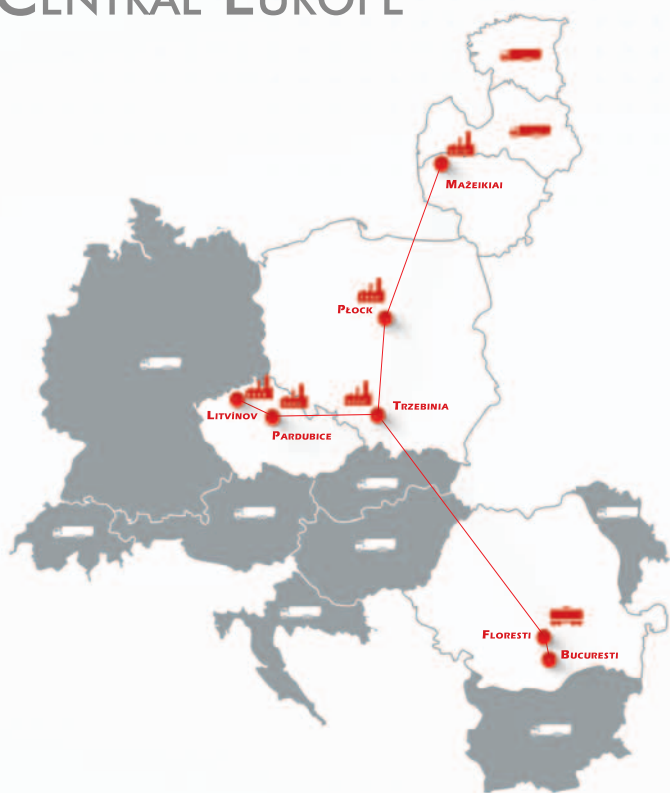 CENTRAL EUROPE
MAŽEIKIAI
PŁOCK
TRZEBINIA
LITVÍNOV
PARDUBICE
FLORESTI
BUCURESTI